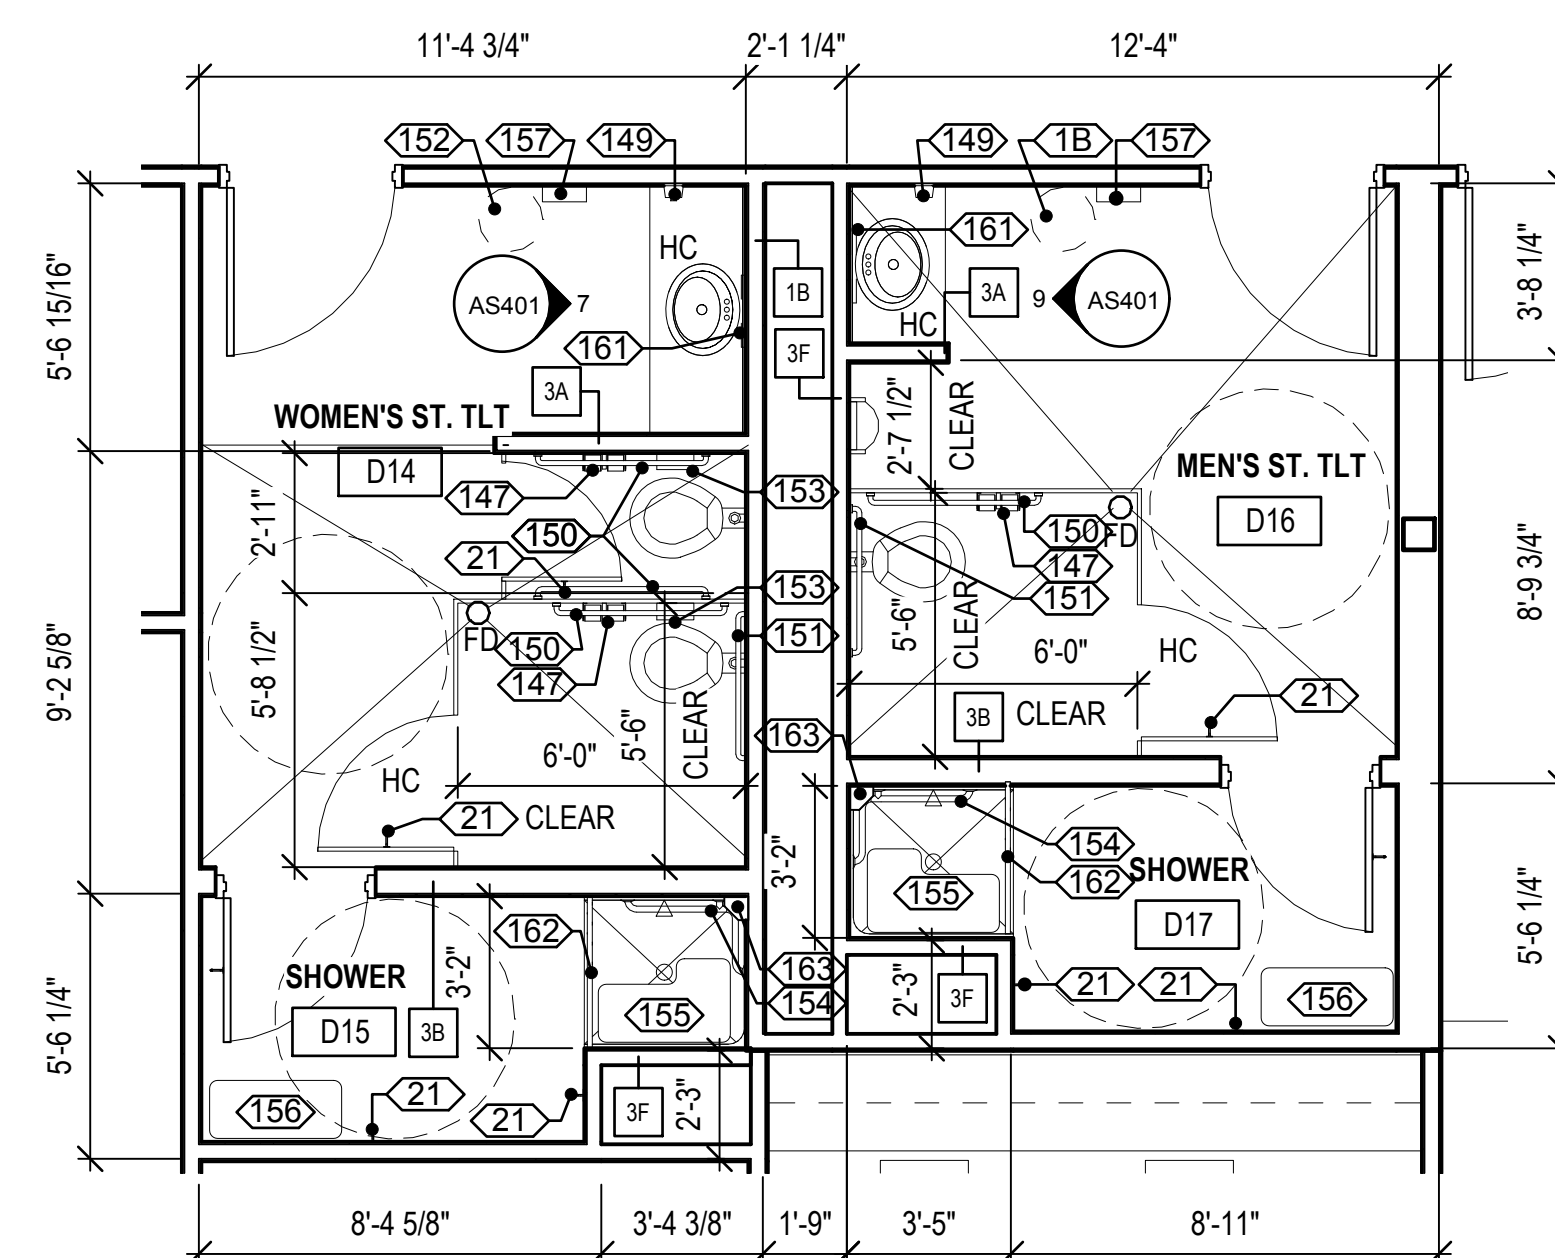 11'-4 3/4" 2'-1 1/4" 12'-4"
152 157 149 149 1B 157
HC 161
AS401 7 1B 3A 9 AS401
HC
161 3F
3A
5'-6 15/16" 3'-8 1/4"
WOMEN'S ST. TLT
D14
2'-7 1/2" CLEAR
MEN'S ST. TLT
D16
147 153
150 150 FD
2'-11" 21 147
153 151
FD 150 151
147
5'-6" CLEAR 6'-0" HC
9'-2 5/8" 5'-8 1/2" 8'-9 3/4"
21
3B CLEAR
6'-0" 5'-6" CLEAR 163
HC
21 CLEAR
3'-2" 154
SHOWER
162
155
D17
162
SHOWER
3'-2" 163
154
155
D15 3B
2'-3" 3F 21 21 156
5'-6 1/4" 5'-6 1/4"
156 21 21 3F 2'-3"
8'-4 5/8" 3'-4 3/8" 1'-9" 3'-5" 8'-11"